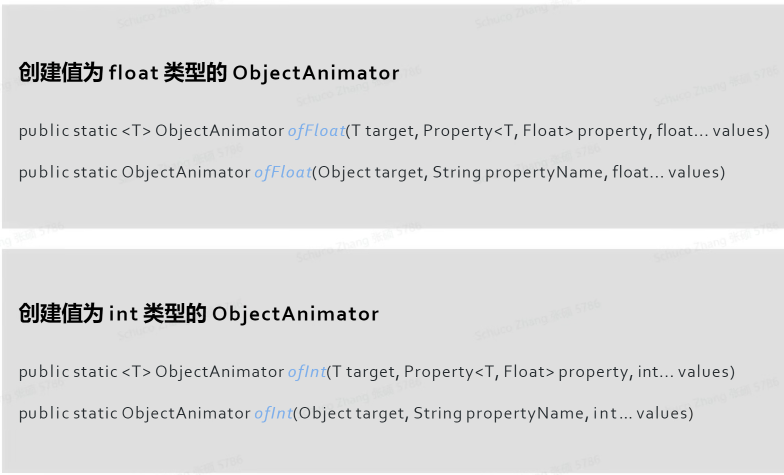 创建值为 float 类型的 ObjectAnimator
public static <T> ObjectAnimator ofFloat(T target, Property<T, Float> property, float... values)
public static ObjectAnimator ofFloat(Object target, String propertyName, float... values)
创建值为 int 类型的 ObjectAnimator
public static <T> ObjectAnimator ofInt(T target, Property<T, Float> property, int... values)
public static ObjectAnimator ofInt(Object target, String propertyName, int... values)